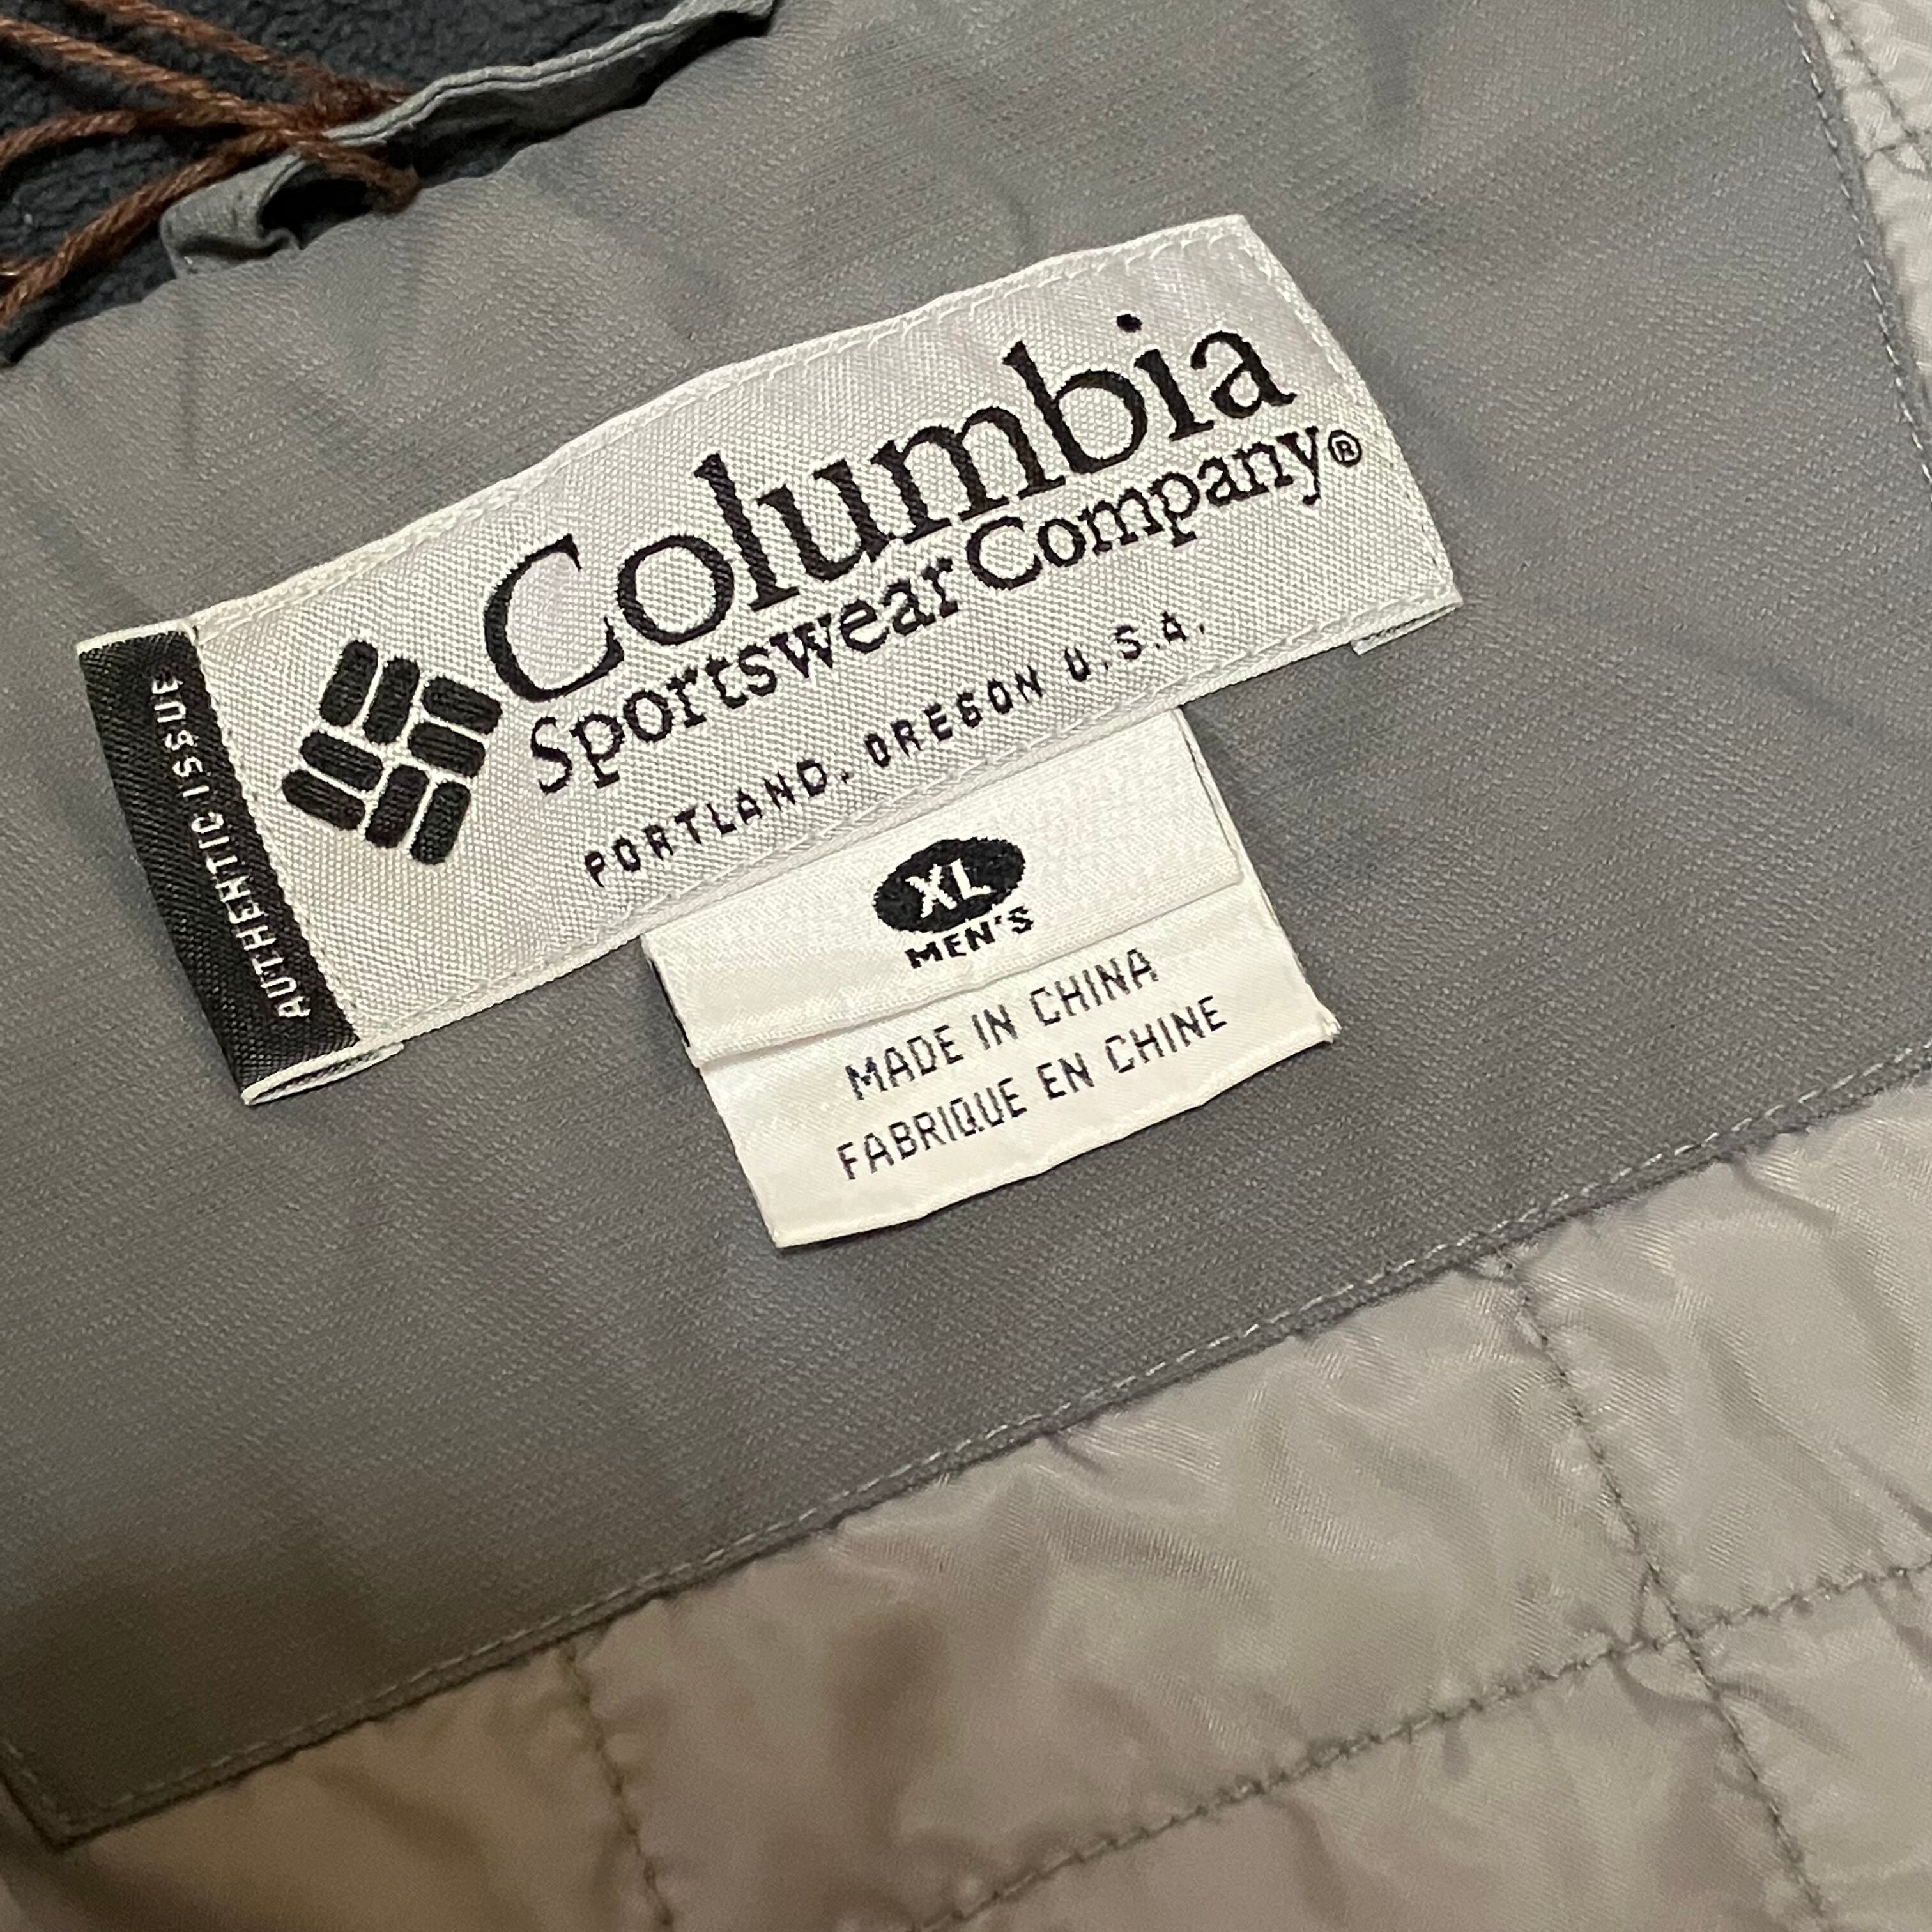 AUTHENTIC ISSUE
Columbia
Sportswear Company®
PORTLAND, OREGON U.S.A.
XL
MEN'S
MADE IN CHINA
FABRIQUE EN CHINE